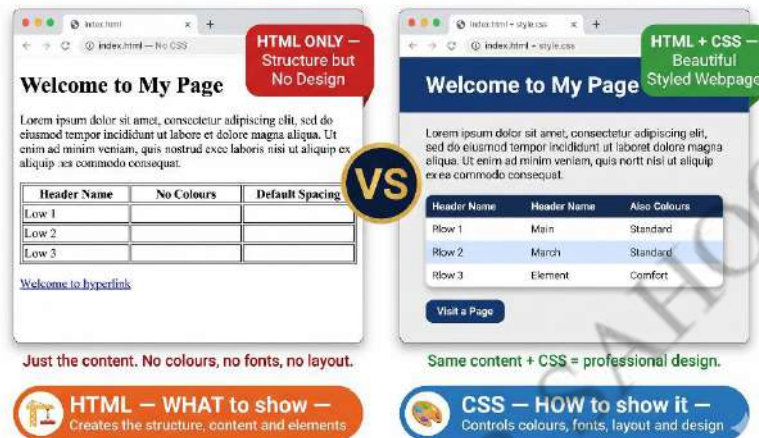 index.html
index.html — No CSS
HTML ONLY —
Structure but
No Design
Welcome to My Page
Lorem ipsum dolor sit amet, consectetur adipiscing elit, sed do
eiusmod tempor incididunt ut labore et dolore magna aliqua. Ut
enim ad minim veniam, quis nostrud laboris nisi ut aliquip ex
aliquip commodo consequat.
Header Name No Colours Default Spacing
Low 1
Low 2
Low 3
Welcome to hyperlink
Just the content. No colours, no fonts, no layout.
HTML — WHAT to show —
Creates the structure, content and elements
VS
index.html + style.css
index.html + style.css
HTML + CSS —
Beautiful
Styled Webpage
Welcome to My Page
Lorem ipsum dolor sit amet, consectetur adipiscing elit,
sed do eiusmod tempor incididunt ut laboret dolore magna
aliqua. Ut enim ad minim veniam, quis nortt nisi ut aliquip
ex ea commodo consequat.
Header Name Header Name Also Colours
Rlow 1 Main Standard
Rlow 2 March Standard
Rlow 3 Element Comfort
Visit a Page
Same content + CSS = professional design.
CSS — HOW to show it —
Controls colours, fonts, layout and design
SAHO